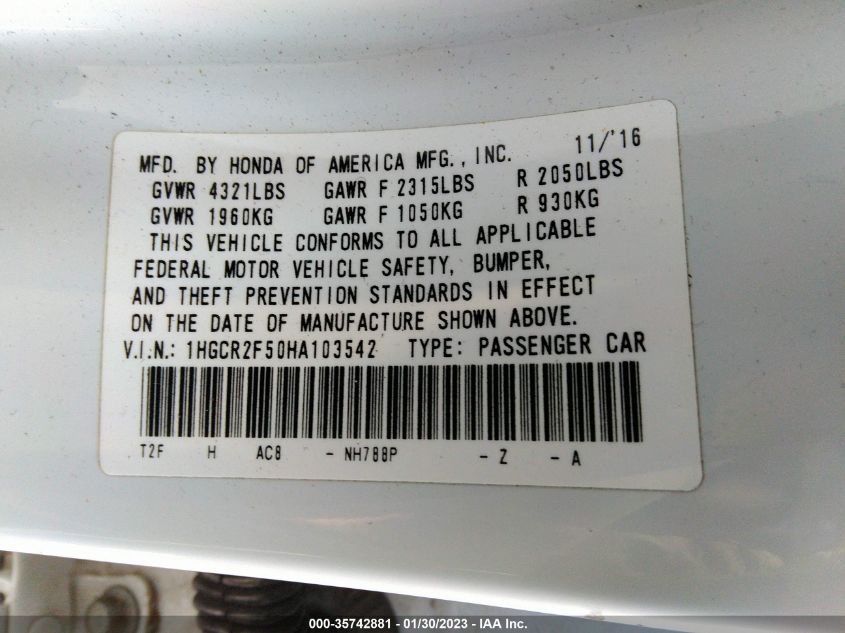 MFD. BY HONDA OF AMERICA MFG., INC. 11/'16
GVWR 4321LBS GAWR F 2315LBS R 2050LBS
GVWR 1960KG GAWR F 1050KG R 930KG
THIS VEHICLE CONFORMS TO ALL APPLICABLE
FEDERAL MOTOR VEHICLE SAFETY, BUMPER,
AND THEFT PREVENTION STANDARDS IN EFFECT
ON THE DATE OF MANUFACTURE SHOWN ABOVE.
V.I.N.: 1HGCR2F50HA103542 TYPE: PASSENGER CAR
T2F H AC8 - NH788P - Z - A
000-35742881 — 01/30/2023 — IAA Inc.